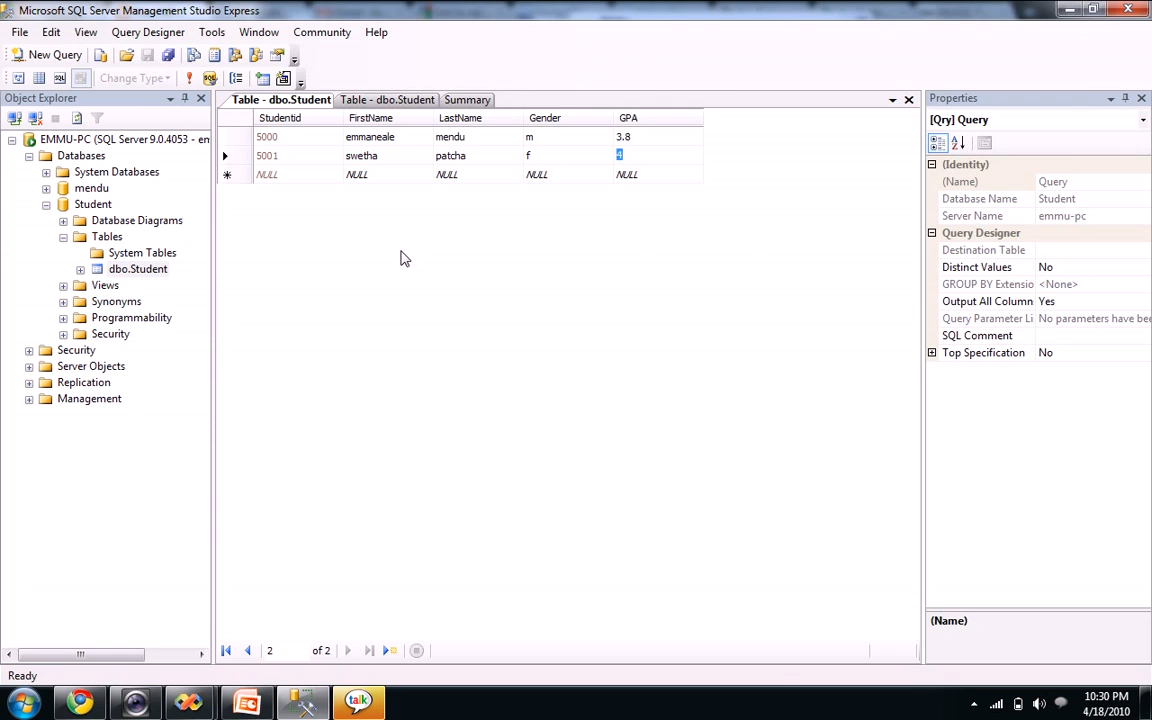 Microsoft SQL Server Management Studio Express
File Edit View Query Designer Tools Window Community Help
New Query
SQL Change Type
Object Explorer
Table - dbo.Student Table - dbo.Student Summary
Properties
EMMU-PC (SQL Server 9.0.4053 - em
Databases
System Databases
mendu
Student
Database Diagrams
Tables
System Tables
dbo.Student
Views
Synonyms
Programmability
Security
Security
Server Objects
Replication
Management
StudentId FirstName LastName Gender GPA
5000 emmaneale mendu m 3.8
5001 swetha patcha f 4
NULL NULL NULL NULL NULL
2 of 2
[Qry] Query
(Identity)
(Name) Query
Database Name Student
Server Name emmu-pc
Query Designer
Destination Table
Distinct Values No
GROUP BY Extensio <None>
Output All Column Yes
Query Parameter Li No parameters have bee
SQL Comment
Top Specification No
(Name)
Ready
talk
10:30 PM
4/18/2010